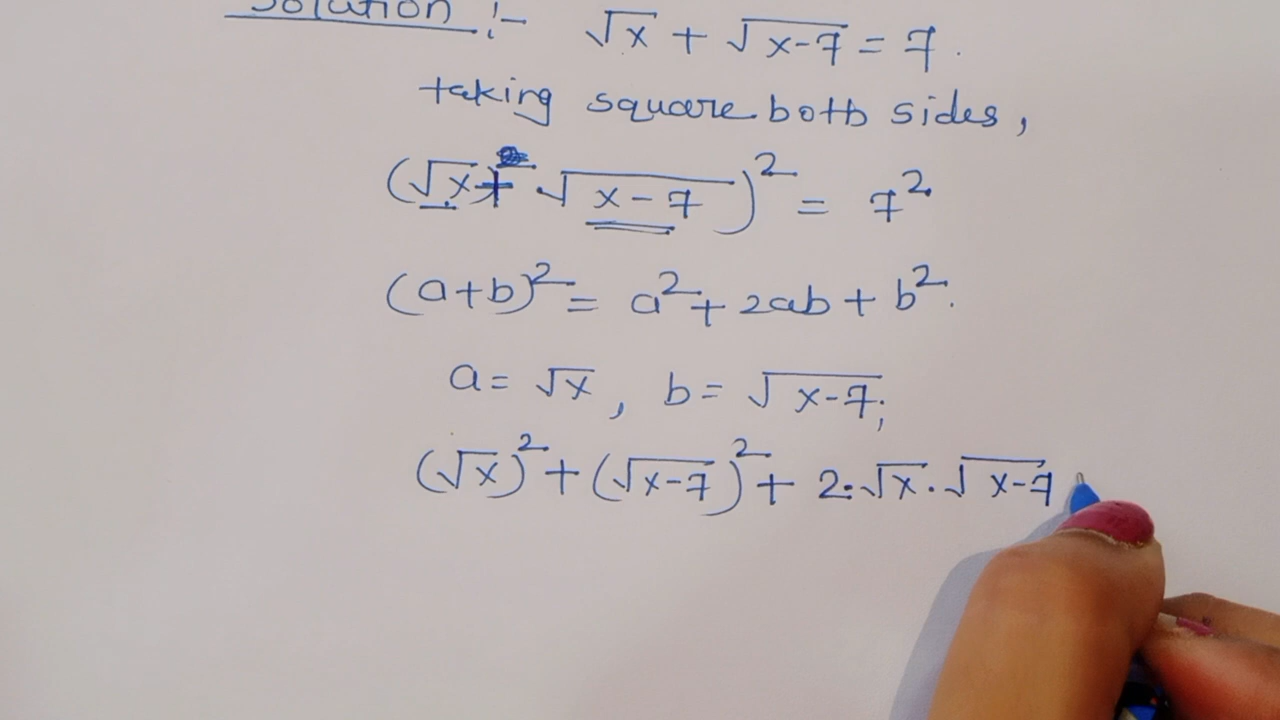 Solution :- √x + √x-7 = 7.
taking square both sides,
(√x + √x-7)² = 7²
(a+b)² = a² + 2ab + b².
a = √x, b = √x-7;
(√x)² + (√x-7)² + 2.√x.√x-7